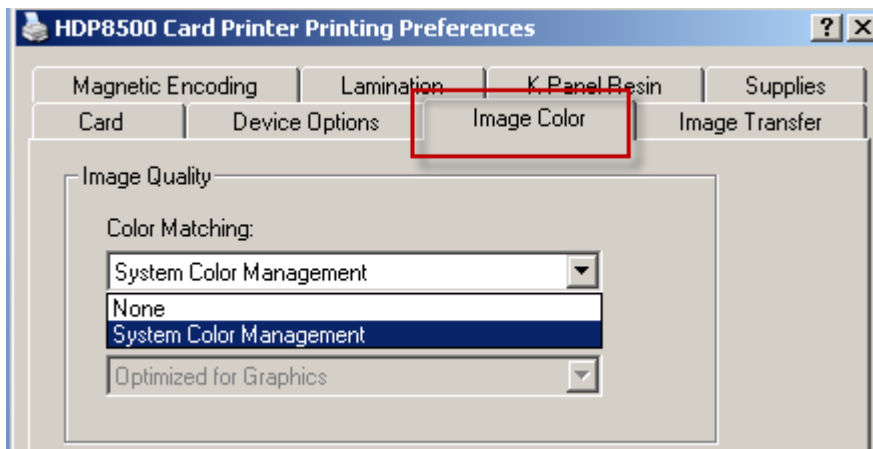 HDP8500 Card Printer Printing Preferences
Magnetic Encoding Lamination K Panel Resin Supplies
Card Device Options Image Color Image Transfer
Image Quality
Color Matching:
System Color Management
None
System Color Management
Optimized for Graphics